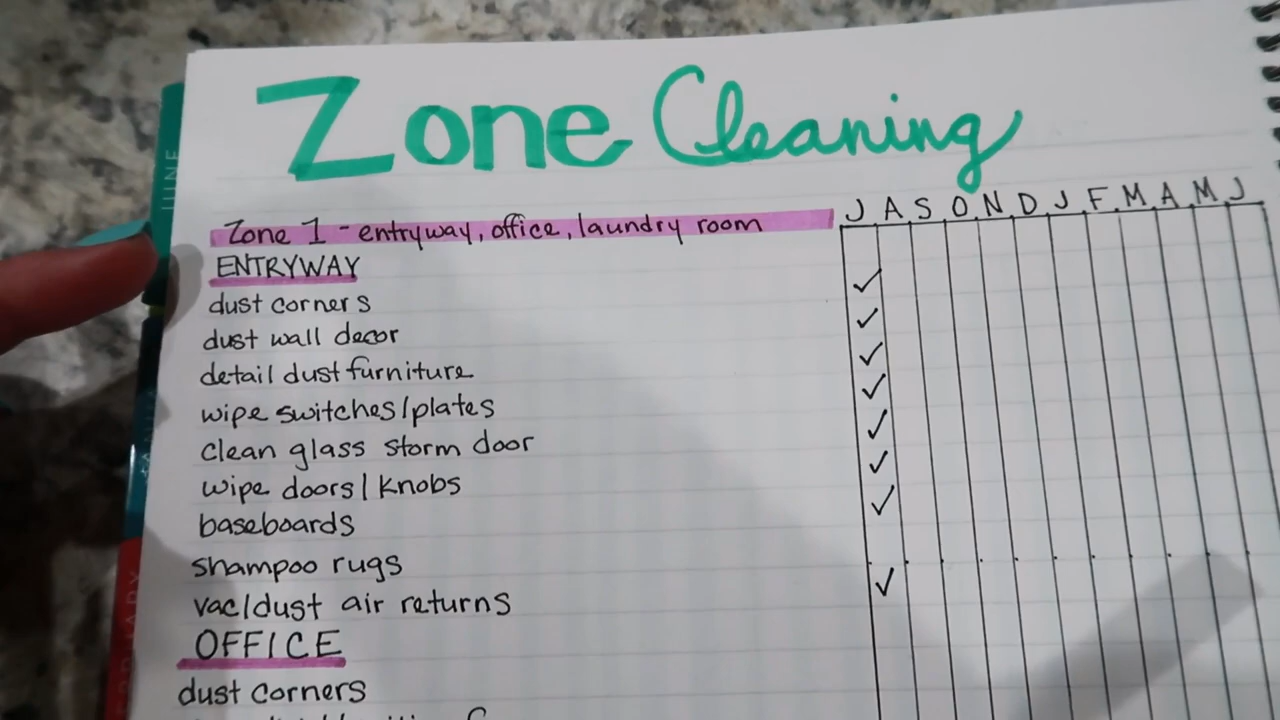 Zone Cleaning
J A S O N D J F M A M J
Zone 1 - entryway, office, laundry room
ENTRYWAY
dust corners
dust wall decor
detail dust furniture
wipe switches/plates
clean glass storm door
wipe doors/knobs
baseboards
shampoo rugs
vac/dust air returns
OFFICE
dust corners
JUNE